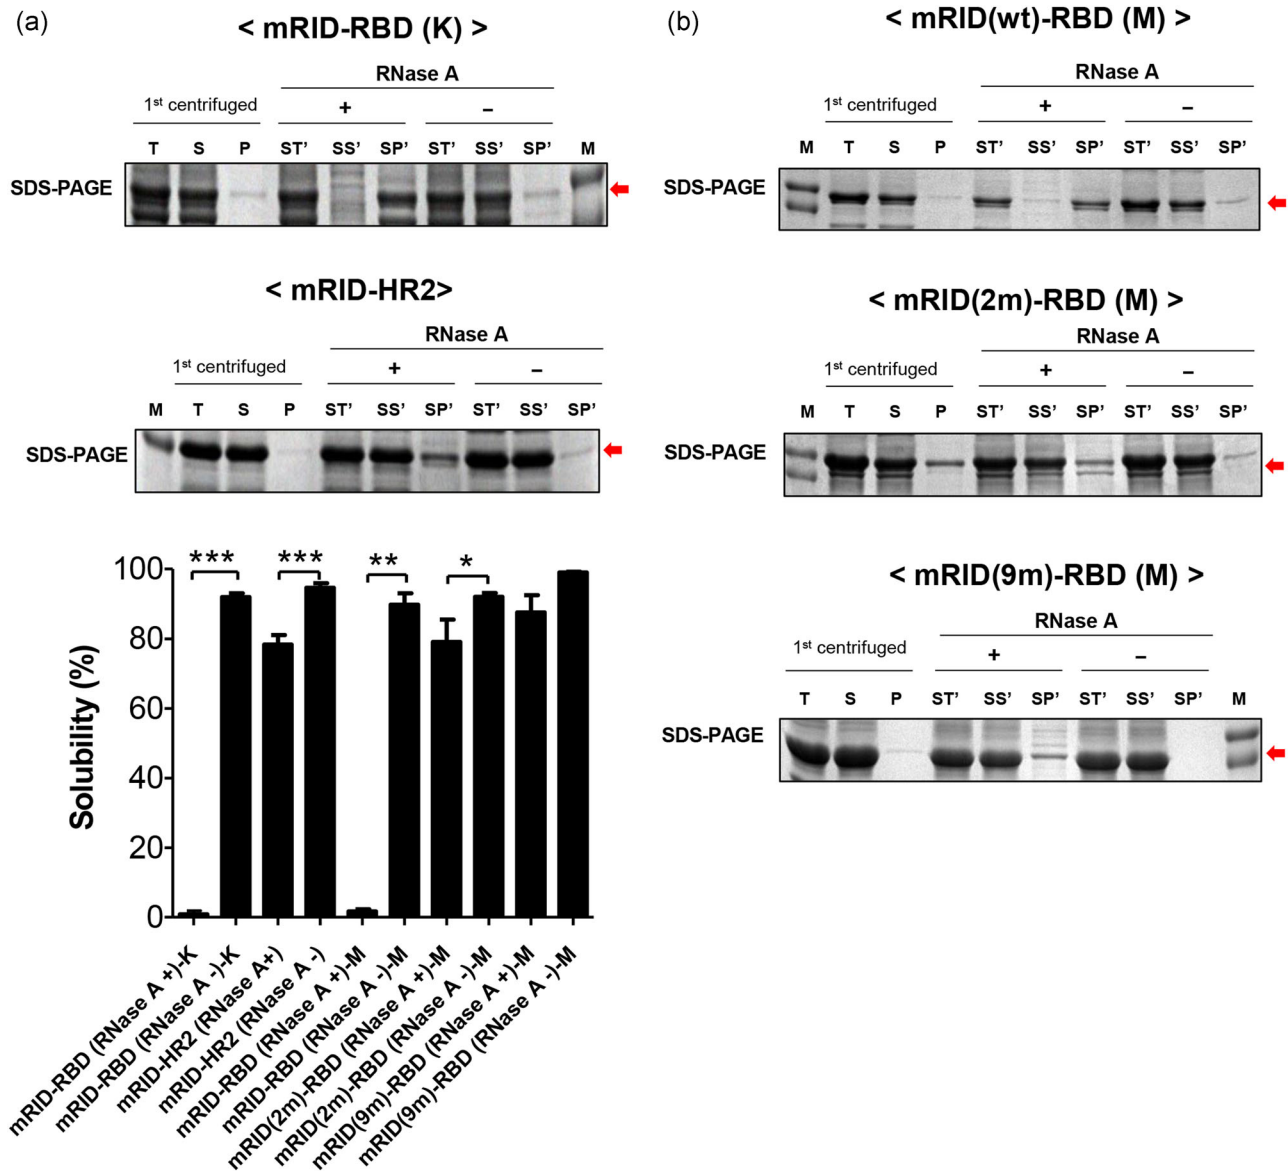 (a)
< mRID-RBD (K) >
RNase A
1st centrifuged
+
–
T S P ST’ SS’ SP’ ST’ SS’ SP’ M
SDS-PAGE
< mRID-HR2>
RNase A
1st centrifuged
+
–
M T S P ST’ SS’ SP’ ST’ SS’ SP’
SDS-PAGE
***
***
**
*
100
80
60
40
20
0
Solubility (%)
mRID-RBD (RNase A +)-K
mRID-RBD (RNase A -)-K
mRID-HR2 (RNase A+)
mRID-HR2 (RNase A -)
mRID-RBD (RNase A +)-M
mRID-RBD (RNase A -)-M
mRID(2m)-RBD (RNase A +)-M
mRID(2m)-RBD (RNase A -)-M
mRID(9m)-RBD (RNase A +)-M
mRID(9m)-RBD (RNase A -)-M
(b)
< mRID(wt)-RBD (M) >
RNase A
1st centrifuged
+
–
M T S P ST’ SS’ SP’ ST’ SS’ SP’
SDS-PAGE
< mRID(2m)-RBD (M) >
RNase A
1st centrifuged
+
–
M T S P ST’ SS’ SP’ ST’ SS’ SP’
SDS-PAGE
< mRID(9m)-RBD (M) >
RNase A
1st centrifuged
+
–
T S P ST’ SS’ SP’ ST’ SS’ SP’ M
SDS-PAGE